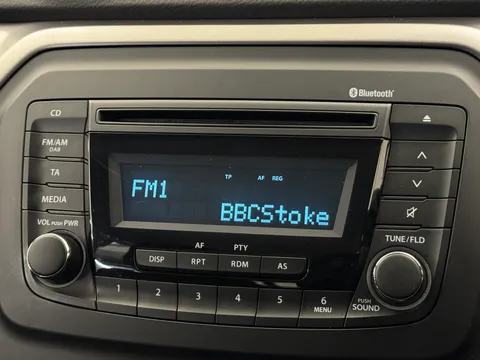 Bluetooth
CD
FM/AM
DAB
TA
MEDIA
VOL PUSH PWR
TP AF REG
FM1
BBCStoke
TUNE/FLD
AF PTY
DISP RPT RDM AS
1 2 3 4 5 6
MENU
PUSH
SOUND